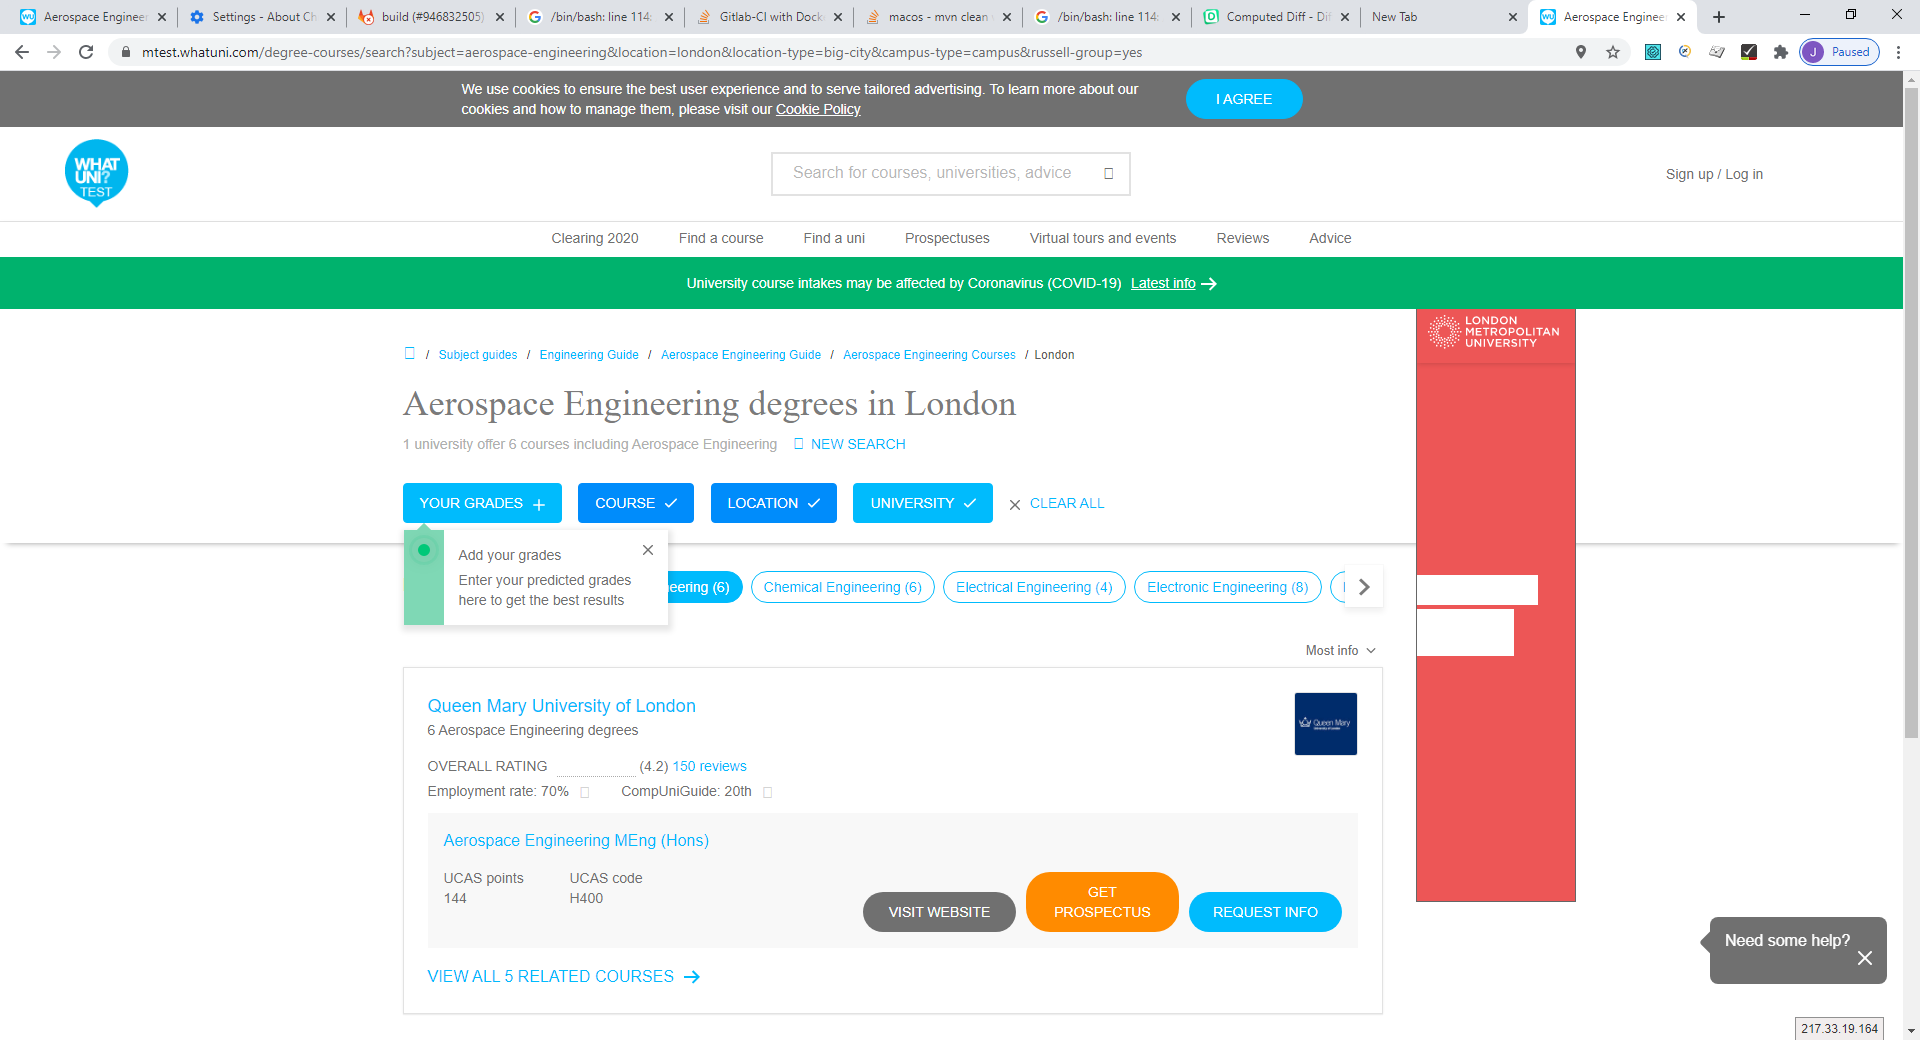 Aerospace Engineer
Settings - About Ch
build (#946832505)
/bin/bash: line 114:
Gitlab-CI with Dock
macos - mvn clean
/bin/bash: line 114:
Computed Diff - Dif
New Tab
Aerospace Engineer
mtest.whatuni.com/degree-courses/search?subject=aerospace-engineering&location=london&location-type=big-city&campus-type=campus&russell-group=yes
J Paused
We use cookies to ensure the best user experience and to serve tailored advertising. To learn more about our
cookies and how to manage them, please visit our Cookie Policy
I AGREE
WHAT
UNI?
TEST
Search for courses, universities, advice
Sign up / Log in
Clearing 2020
Find a course
Find a uni
Prospectuses
Virtual tours and events
Reviews
Advice
University course intakes may be affected by Coronavirus (COVID-19) Latest info
/ Subject guides / Engineering Guide / Aerospace Engineering Guide / Aerospace Engineering Courses / London
LONDON
METROPOLITAN
UNIVERSITY
Aerospace Engineering degrees in London
1 university offer 6 courses including Aerospace Engineering
NEW SEARCH
YOUR GRADES
COURSE
LOCATION
UNIVERSITY
CLEAR ALL
Add your grades
Enter your predicted grades
here to get the best results
eering (6)
Chemical Engineering (6)
Electrical Engineering (4)
Electronic Engineering (8)
Most info
Queen Mary University of London
6 Aerospace Engineering degrees
Queen Mary
University of London
OVERALL RATING (4.2) 150 reviews
Employment rate: 70%
CompUniGuide: 20th
Aerospace Engineering MEng (Hons)
UCAS points
144
UCAS code
H400
VISIT WEBSITE
GET
PROSPECTUS
REQUEST INFO
VIEW ALL 5 RELATED COURSES
Need some help?
217.33.19.164